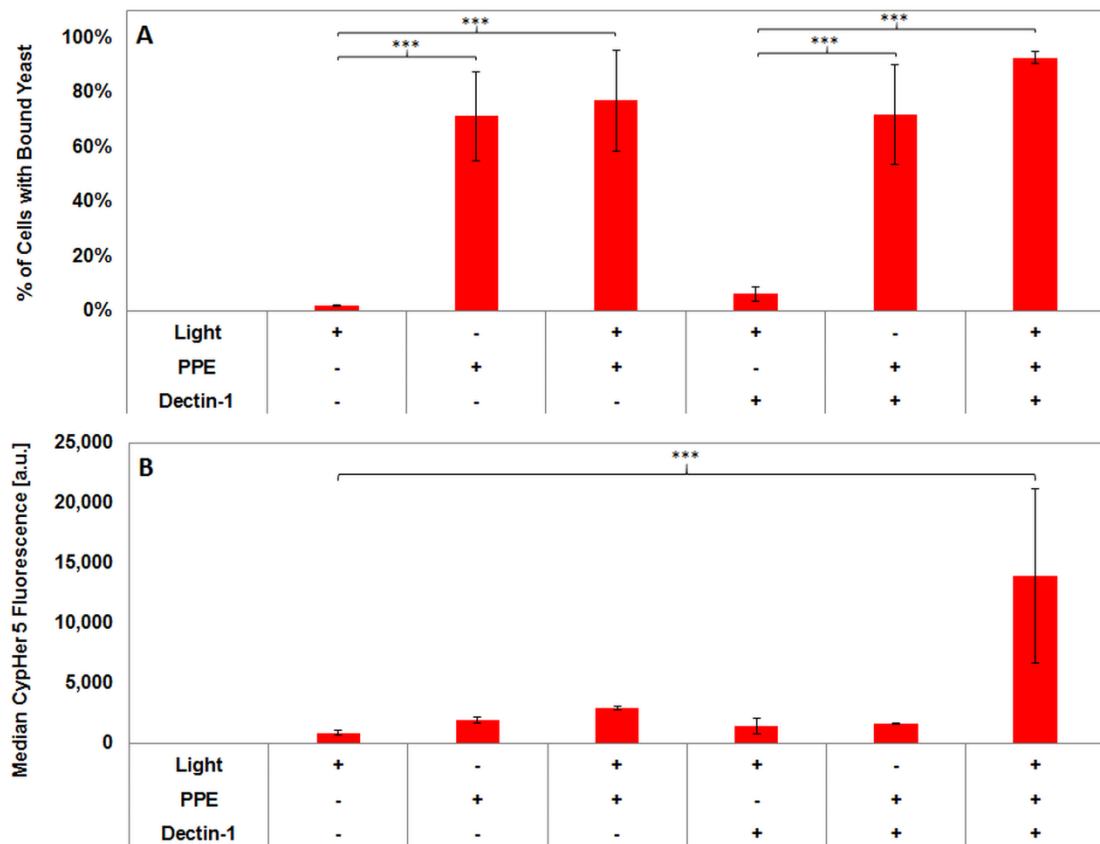 A
% of Cells with Bound Yeast
100%
80%
60%
40%
20%
0%
*** ***
*** ***
Light + - + + - +
PPE - + + - + +
Dectin-1 - - - + + +
B
Median CypHer 5 Fluorescence [a.u.]
25,000
20,000
15,000
10,000
5,000
0
***
Light + - + + - +
PPE - + + - + +
Dectin-1 - - - + + +